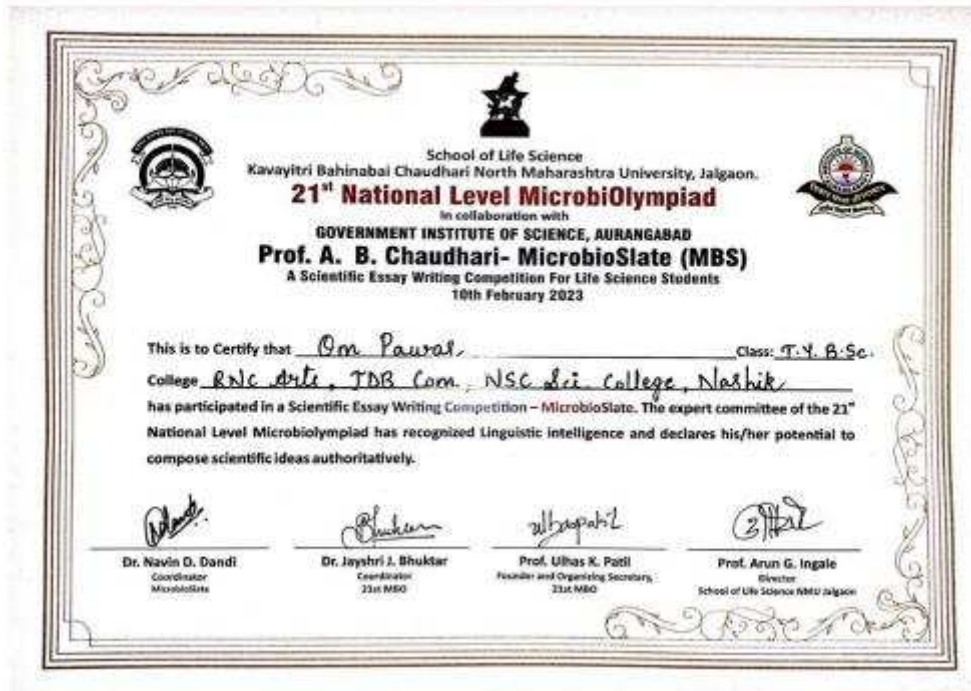 School of Life Science
Kavayitri Bahinabai Chaudhari North Maharashtra University, Jalgaon.
21st National Level MicrobiOlympiad
In collaboration with
GOVERNMENT INSTITUTE OF SCIENCE, AURANGABAD
Prof. A. B. Chaudhari- MicrobioSlate (MBS)
A Scientific Essay Writing Competition For Life Science Students
10th February 2023
This is to Certify that Om Pawar. Class: T.Y. B.Sc.
College RNC Arts, JDB Com, NSC Sci. College, Nashik
has participated in a Scientific Essay Writing Competition – MicrobioSlate. The expert committee of the 21st
National Level Microbiolympiad has recognized Linguistic intelligence and declares his/her potential to
compose scientific ideas authoritatively.
Dr. Navin D. Dandi
Coordinator
MicrobioSlate
Dr. Jayshri J. Bhuktar
Coordinator
21st MBO
Prof. Ulhas K. Patil
Founder and Organizing Secretary,
21st MBO
Prof. Arun G. Ingale
Director
School of Life Science NMU Jalgaon